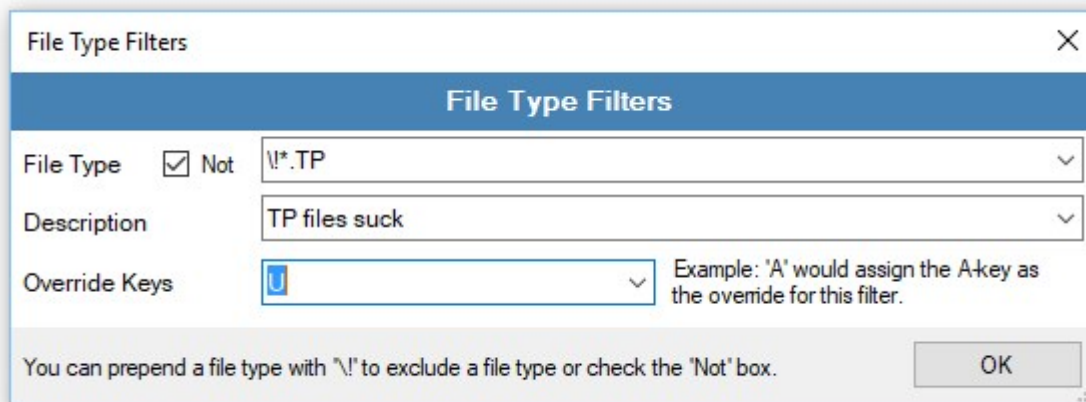 File Type Filters
File Type Filters
File Type Not \!*.TP
Description TP files suck
Override Keys U Example: 'A' would assign the A-key as
the override for this filter.
You can prepend a file type with '\!' to exclude a file type or check the 'Not' box. OK